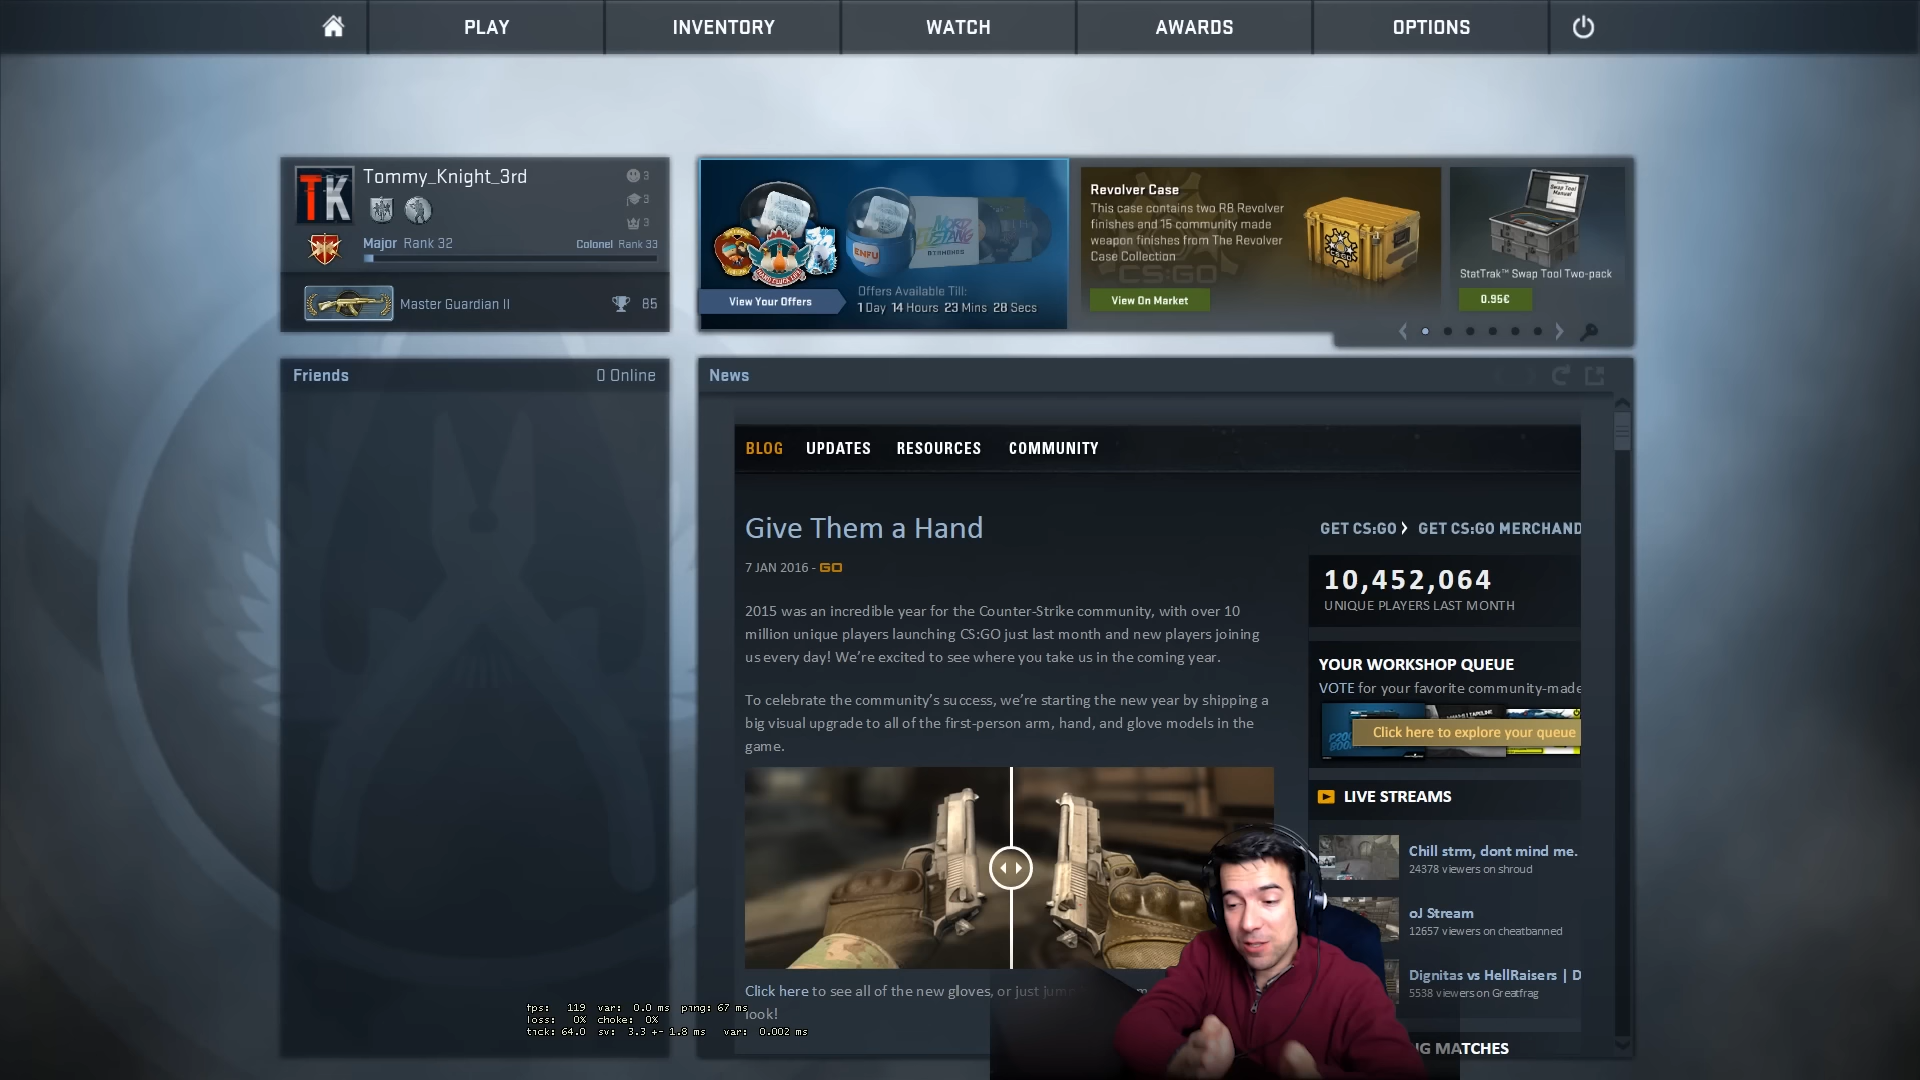 PLAY
INVENTORY
WATCH
AWARDS
OPTIONS
TK
Tommy_Knight_3rd
3
3
3
Major Rank 32
Colonel Rank 33
Master Guardian II
85
ENFU
View Your Offers
Offers Available Till:
1 Day 14 Hours 23 Mins 28 Secs
Revolver Case
This case contains two R8 Revolver
finishes and 15 community made
weapon finishes from The Revolver
Case Collection
CS:GO
View On Market
Swap Tool
Manual
StatTrak™ Swap Tool Two-pack
0.95€
Friends
0 Online
News
BLOG
UPDATES
RESOURCES
COMMUNITY
Give Them a Hand
7 JAN 2016 - GO
2015 was an incredible year for the Counter-Strike community, with over 10
million unique players launching CS:GO just last month and new players joining
us every day! We're excited to see where you take us in the coming year.
To celebrate the community's success, we're starting the new year by shipping a
big visual upgrade to all of the first-person arm, hand, and glove models in the
game.
Click here to see all of the new gloves, or just jum
look!
GET CS:GO
GET CS:GO MERCHAND
10,452,064
UNIQUE PLAYERS LAST MONTH
YOUR WORKSHOP QUEUE
VOTE for your favorite community-made
Click here to explore your queue
LIVE STREAMS
Chill strm, dont mind me.
24378 viewers on shroud
oJ Stream
12657 viewers on cheatbanned
Dignitas vs HellRaisers | D
5538 viewers on Greatfrag
G MATCHES
fps: 119 var: 0.0 ms ping: 67 ms
loss: 0% choke: 0%
tick: 64.0 sv: 3.3 +- 1.8 ms var: 0.002 ms